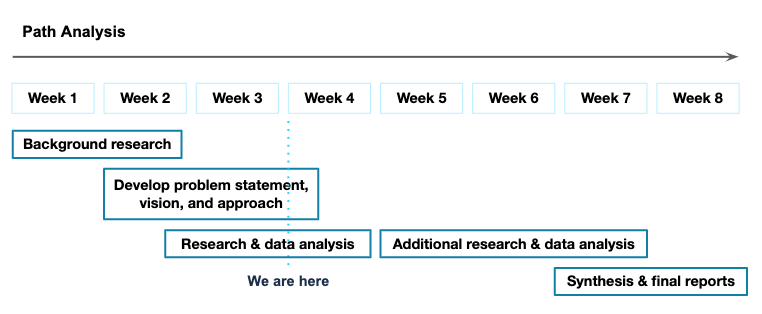 Path Analysis
Week 1
Week 2
Week 3
Week 4
Week 5
Week 6
Week 7
Week 8
Background research
Develop problem statement,
vision, and approach
Research & data analysis
Additional research & data analysis
We are here
Synthesis & final reports